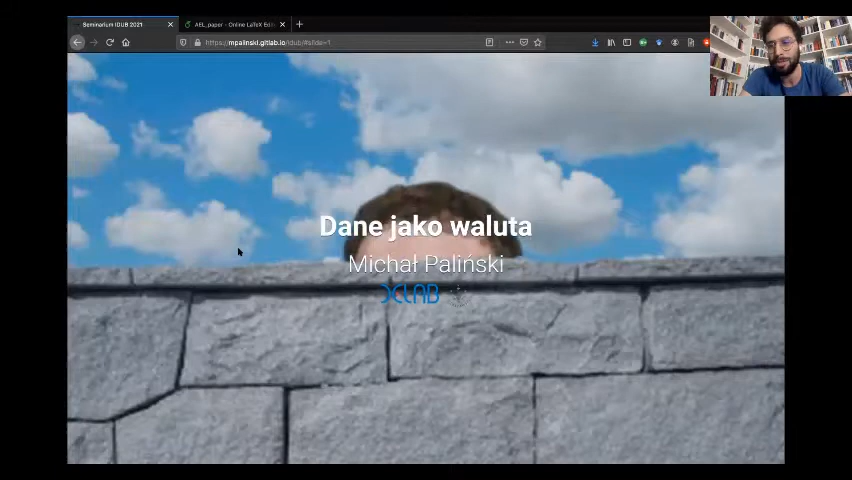 Seminarium IDUB 2021
AEL_paper - Online LaTeX Edit
https://mpalinski.gitlab.io/idub/#slide=1
Dane jako waluta
Michał Paliński